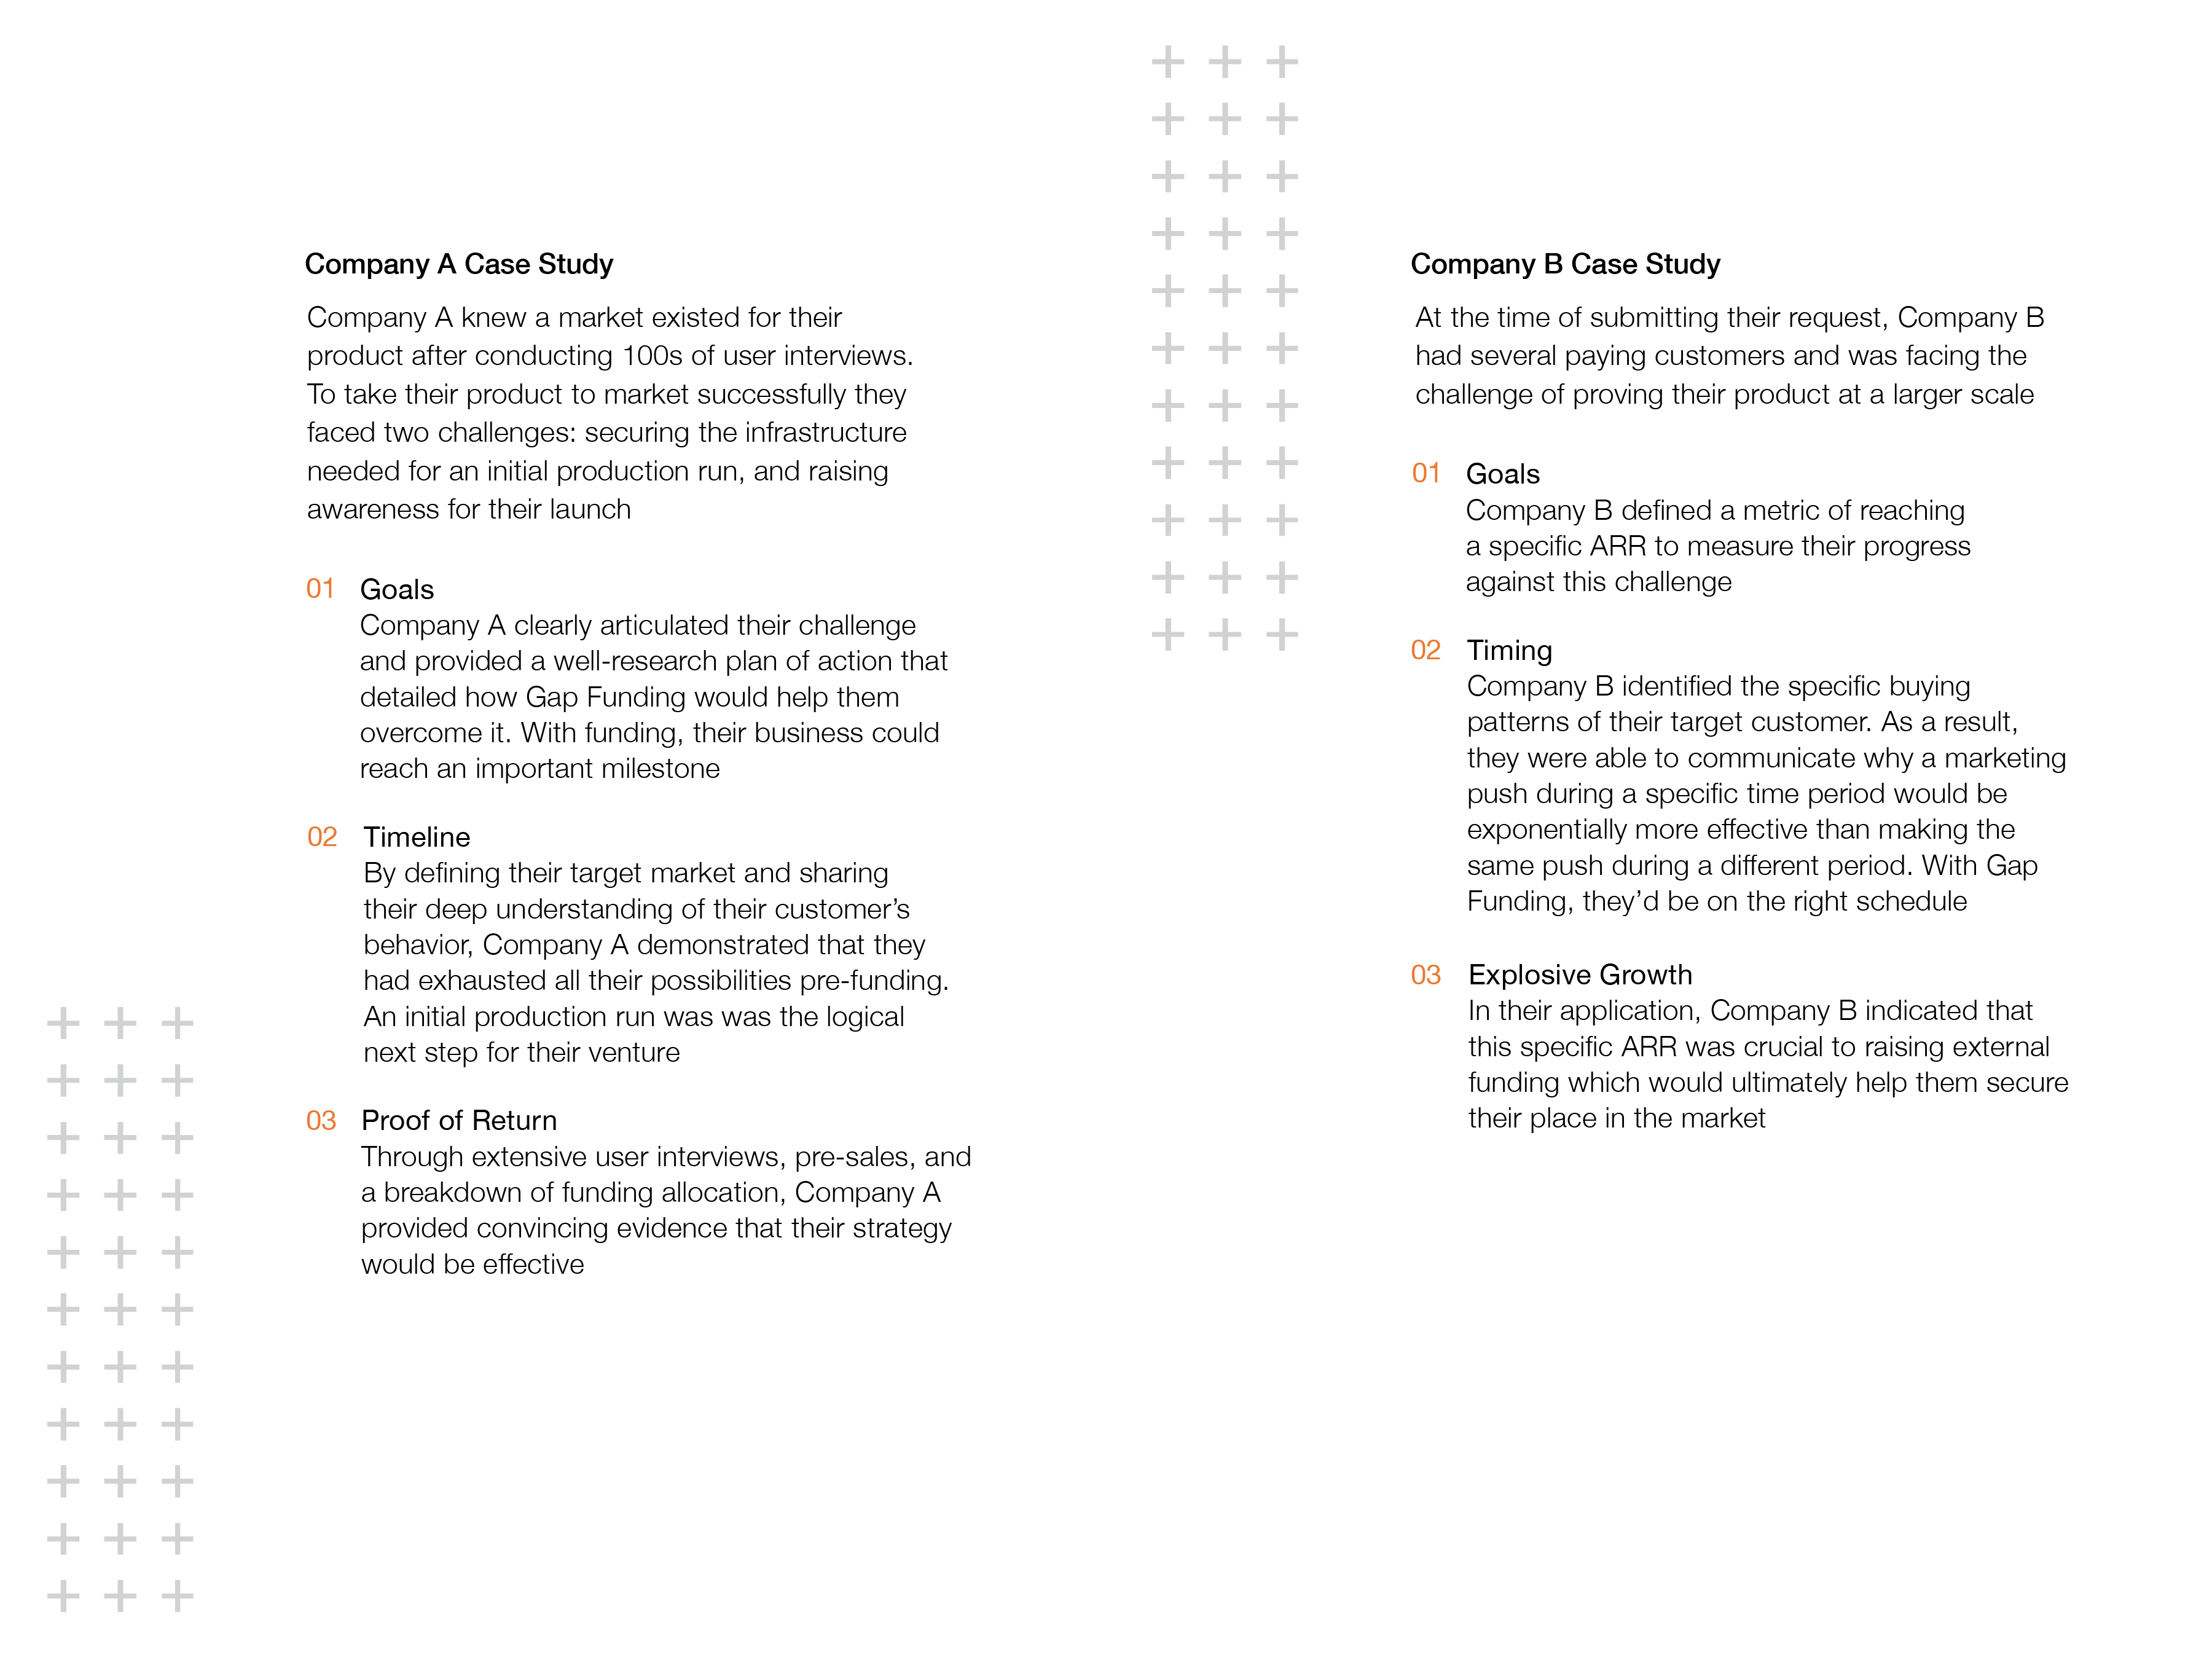 Company A Case Study
Company A knew a market existed for their
product after conducting 100s of user interviews.
To take their product to market successfully they
faced two challenges: securing the infrastructure
needed for an initial production run, and raising
awareness for their launch
01 Goals
Company A clearly articulated their challenge
and provided a well-research plan of action that
detailed how Gap Funding would help them
overcome it. With funding, their business could
reach an important milestone
02 Timeline
By defining their target market and sharing
their deep understanding of their customer’s
behavior, Company A demonstrated that they
had exhausted all their possibilities pre-funding.
An initial production run was was the logical
next step for their venture
03 Proof of Return
Through extensive user interviews, pre-sales, and
a breakdown of funding allocation, Company A
provided convincing evidence that their strategy
would be effective
Company B Case Study
At the time of submitting their request, Company B
had several paying customers and was facing the
challenge of proving their product at a larger scale
01 Goals
Company B defined a metric of reaching
a specific ARR to measure their progress
against this challenge
02 Timing
Company B identified the specific buying
patterns of their target customer. As a result,
they were able to communicate why a marketing
push during a specific time period would be
exponentially more effective than making the
same push during a different period. With Gap
Funding, they’d be on the right schedule
03 Explosive Growth
In their application, Company B indicated that
this specific ARR was crucial to raising external
funding which would ultimately help them secure
their place in the market